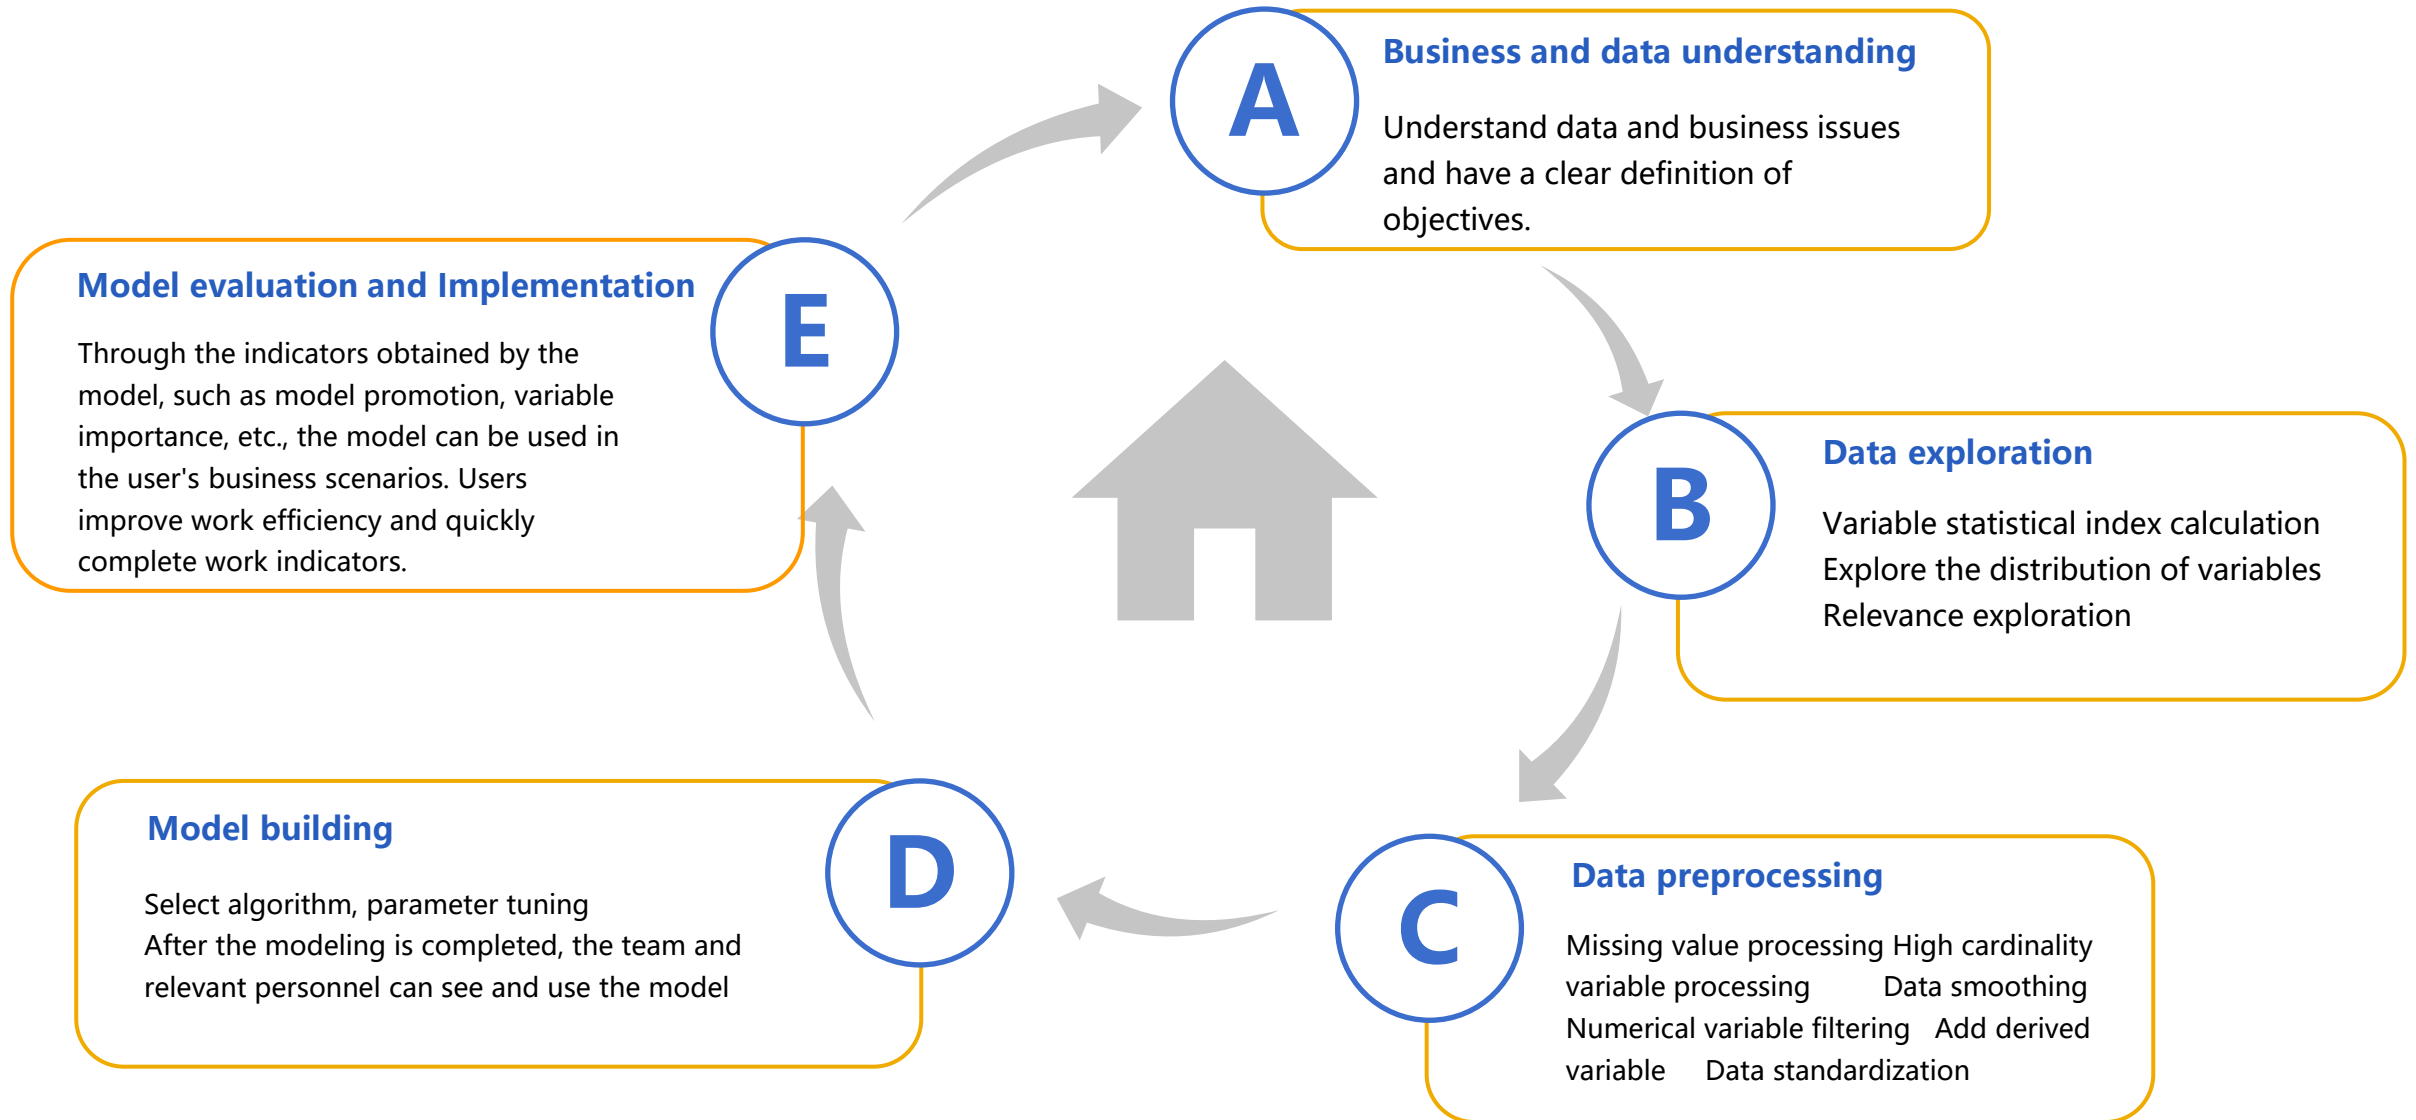 A
Business and data understanding
Understand data and business issues
and have a clear definition of
objectives.
B
Data exploration
Variable statistical index calculation
Explore the distribution of variables
Relevance exploration
C
Data preprocessing
Missing value processing High cardinality
variable processing Data smoothing
Numerical variable filtering Add derived
variable Data standardization
D
Model building
Select algorithm, parameter tuning
After the modeling is completed, the team and
relevant personnel can see and use the model
E
Model evaluation and Implementation
Through the indicators obtained by the
model, such as model promotion, variable
importance, etc., the model can be used in
the user's business scenarios. Users
improve work efficiency and quickly
complete work indicators.